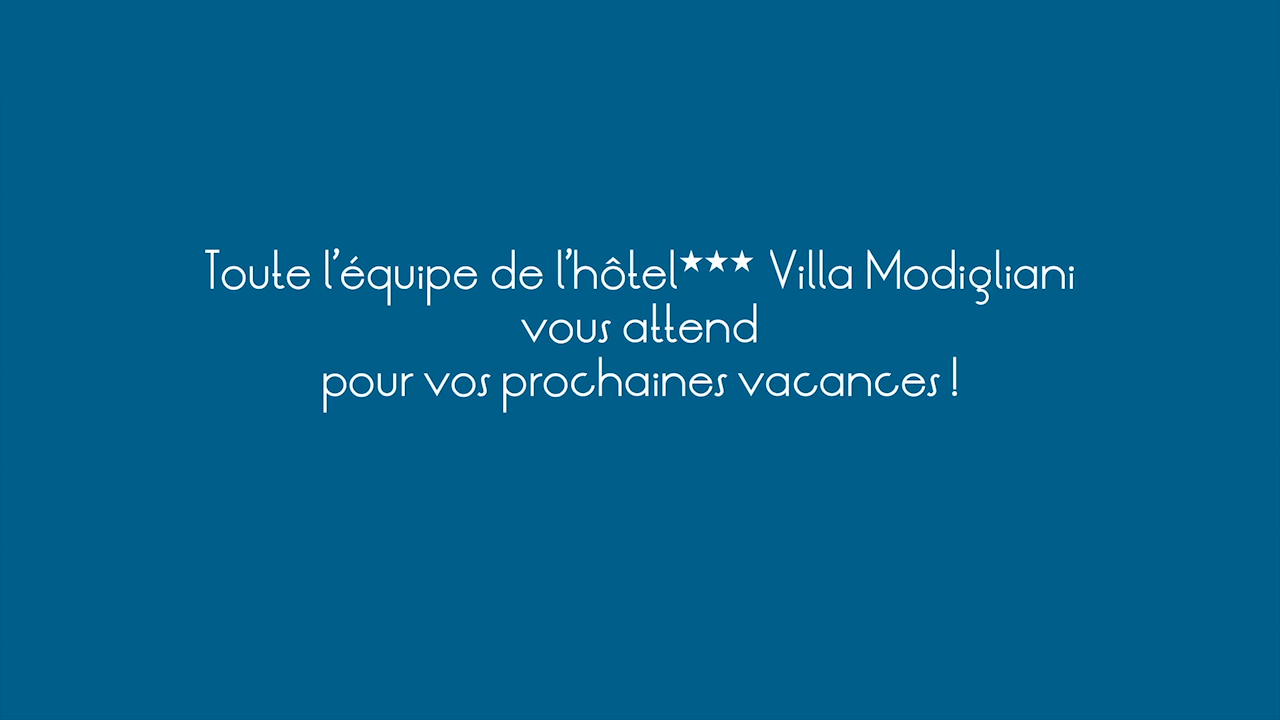 Toute l'équipe de l'hôtel★★★ Villa Modigliani
vous attend
pour vos prochaines vacances !